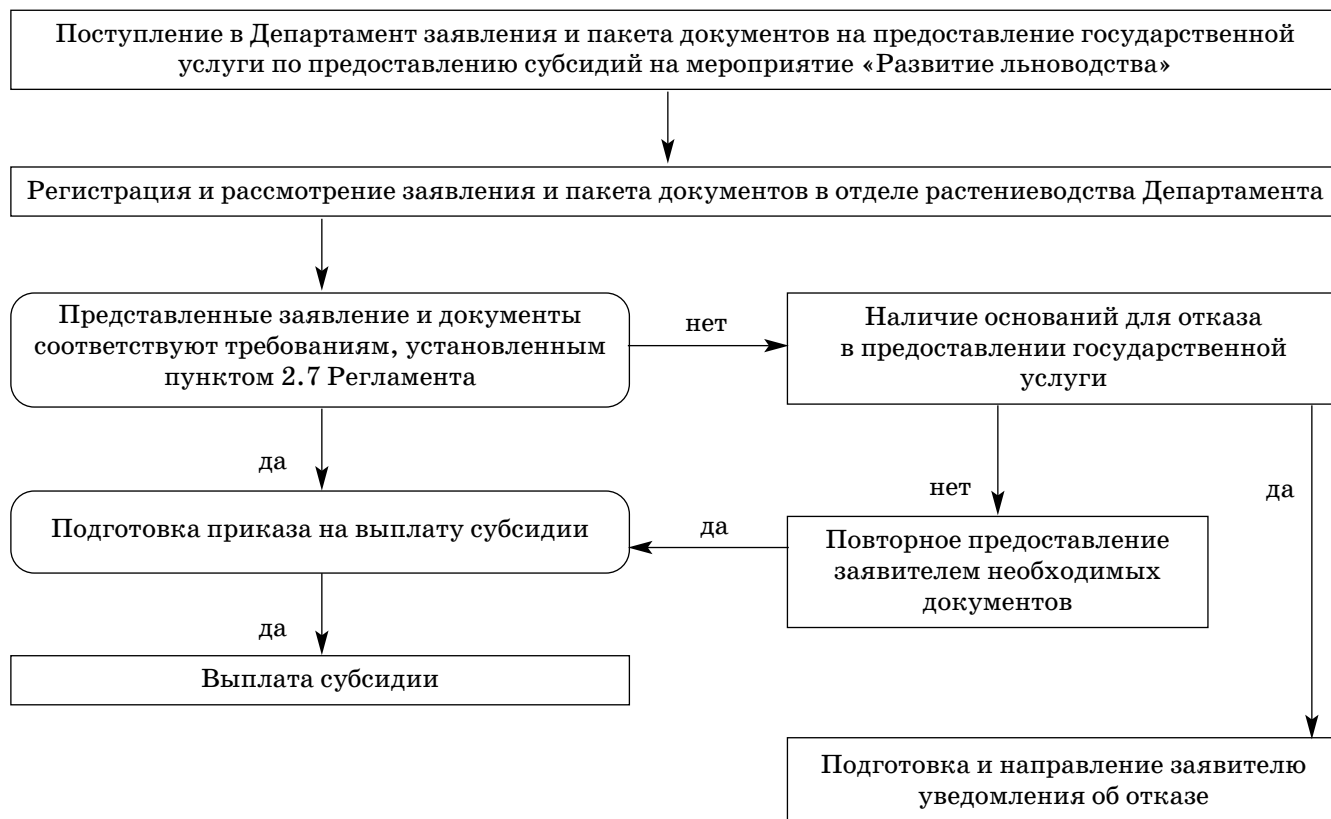 Поступление в Департамент заявления и пакета документов на предоставление государственной
услуги по предоставлению субсидий на мероприятие «Развитие льноводства»
Регистрация и рассмотрение заявления и пакета документов в отделе растениеводства Департамента
Представленные заявление и документы
соответствуют требованиям, установленным
пунктом 2.7 Регламента
нет
Наличие оснований для отказа
в предоставлении государственной
услуги
да
нет
да
Подготовка приказа на выплату субсидии
да
Повторное предоставление
заявителем необходимых
документов
да
Выплата субсидии
Подготовка и направление заявителю
уведомления об отказе